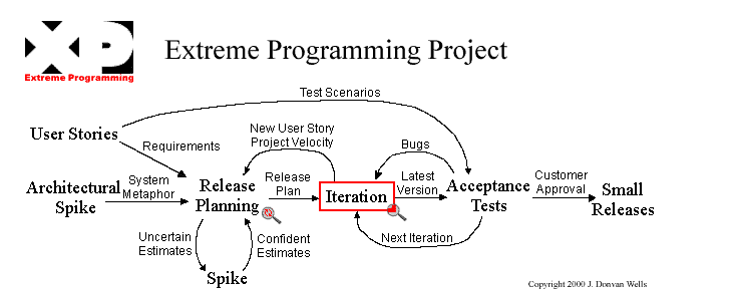 XP
Extreme Programming
Extreme Programming Project
Test Scenarios
User Stories
Requirements
New User Story
Project Velocity
Bugs
Architectural
Spike
System
Metaphor
Release
Planning
Release
Plan
Iteration
Latest
Version
Acceptance
Tests
Customer
Approval
Small
Releases
Uncertain
Estimates
Confident
Estimates
Next Iteration
Spike
Copyright 2000 J. Donvan Wells